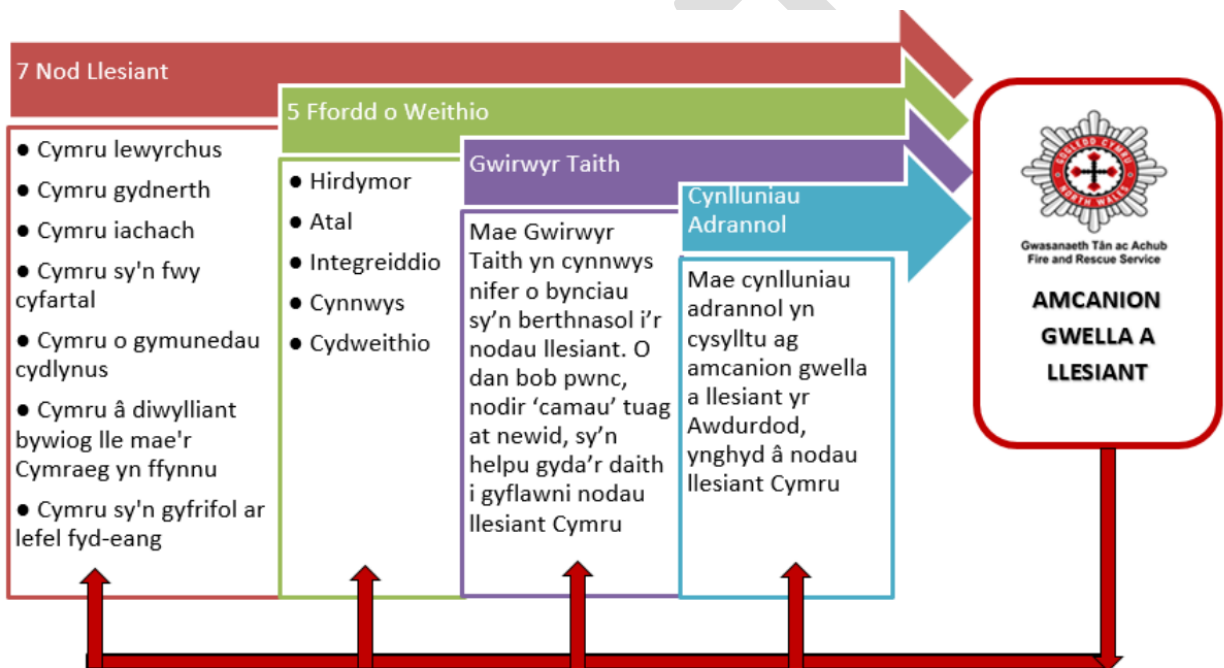 7 Nod Llesiant
● Cymru lewyrchus
● Cymru gydnerth
● Cymru iachach
● Cymru sy'n fwy
cyfartal
● Cymru o gymunedau
cydlynus
● Cymru â diwylliant
bywiog lle mae'r
Cymraeg yn ffynnu
● Cymru sy'n gyfrifol ar
lefel fyd-eang
5 Ffordd o Weithio
● Hirdymor
● Atal
● Integreiddio
● Cynnwys
● Cydweithio
Gwirwyr Taith
Mae Gwirwyr
Taith yn cynnwys
nifer o bynciau
sy’n berthnasol i’r
nodau llesiant. O
dan bob pwnc,
nodir ‘camau’ tuag
at newid, sy’n
helpu gyda’r daith
i gyflawni nodau
llesiant Cymru
Cynlluniau
Adrannol
Mae cynlluniau
adrannol yn
cysylltu ag
amcanion gwella
a llesiant yr
Awdurdod,
ynghyd â nodau
llesiant Cymru
GOGLEDD CYMRU
NORTH WALES
Gwasanaeth Tân ac Achub
Fire and Rescue Service
AMCANION
GWELLA A
LLESIANT